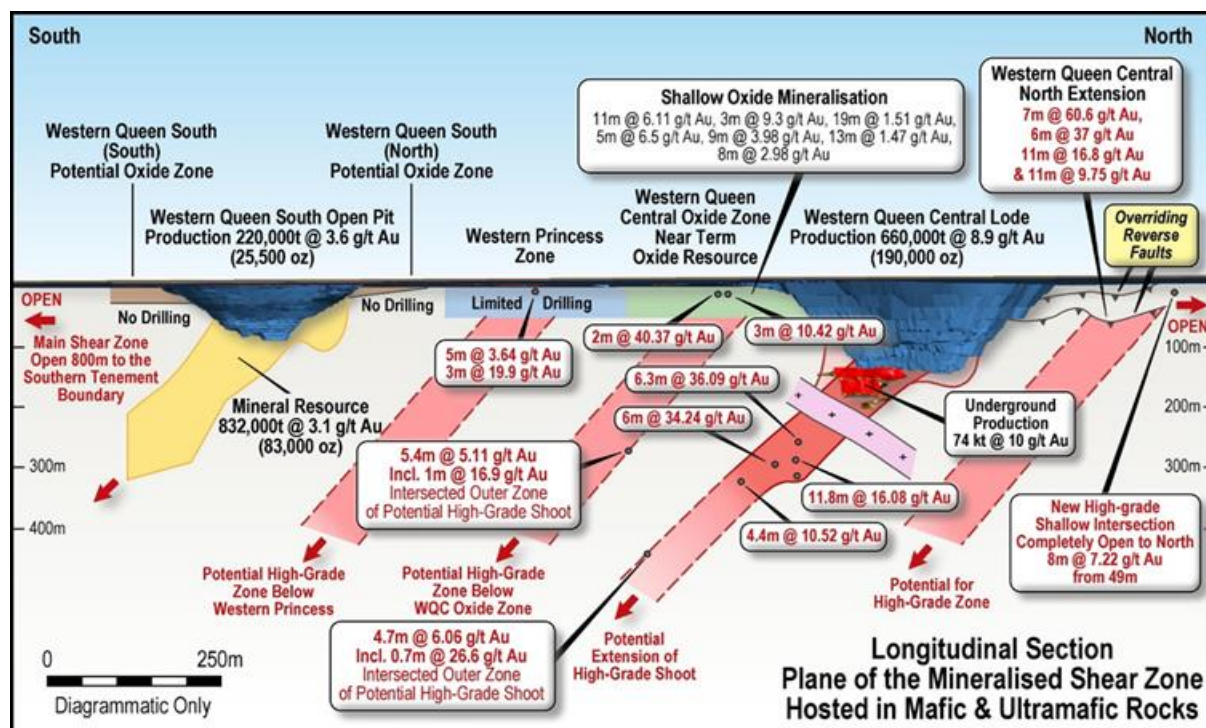 South
North
Western Queen South
(South)
Potential Oxide Zone
Western Queen South
(North)
Potential Oxide Zone
Shallow Oxide Mineralisation
11m @ 6.11 g/t Au, 3m @ 9.3 g/t Au, 19m @ 1.51 g/t Au,
5m @ 6.5 g/t Au, 9m @ 3.98 g/t Au, 13m @ 1.47 g/t Au,
8m @ 2.98 g/t Au
Western Queen Central
North Extension
7m @ 60.6 g/t Au,
6m @ 37 g/t Au
11m @ 16.8 g/t Au
& 11m @ 9.75 g/t Au
Western Queen South Open Pit
Production 220,000t @ 3.6 g/t Au
(25,500 oz)
Western Princess
Zone
Western Queen
Central Oxide Zone
Near Term
Oxide Resource
Western Queen Central Lode
Production 660,000t @ 8.9 g/t Au
(190,000 oz)
Overriding
Reverse
Faults
OPEN
No Drilling
No Drilling
Limited Drilling
OPEN
Main Shear Zone
Open 800m to the
Southern Tenement
Boundary
2m @ 40.37 g/t Au
3m @ 10.42 g/t Au
100m
5m @ 3.64 g/t Au
3m @ 19.9 g/t Au
6.3m @ 36.09 g/t Au
200m
Mineral Resource
832,000t @ 3.1 g/t Au
(83,000 oz)
6m @ 34.24 g/t Au
Underground
Production
74 kt @ 10 g/t Au
300m
300m
5.4m @ 5.11 g/t Au
Incl. 1m @ 16.9 g/t Au
Intersected Outer Zone
of Potential High-Grade Shoot
11.8m @ 16.08 g/t Au
400m
4.4m @ 10.52 g/t Au
New High-grade
Shallow Intersection
Completely Open to North
8m @ 7.22 g/t Au
from 49m
Potential High-Grade
Zone Below
Western Princess
Potential High-Grade
Zone Below
WQC Oxide Zone
Potential for
High-Grade Zone
4.7m @ 6.06 g/t Au
Incl. 0.7m @ 26.6 g/t Au
Intersected Outer Zone
of Potential High-Grade Shoot
Potential
Extension of
High-Grade Shoot
0 250m
Diagrammatic Only
Longitudinal Section
Plane of the Mineralised Shear Zone
Hosted in Mafic & Ultramafic Rocks